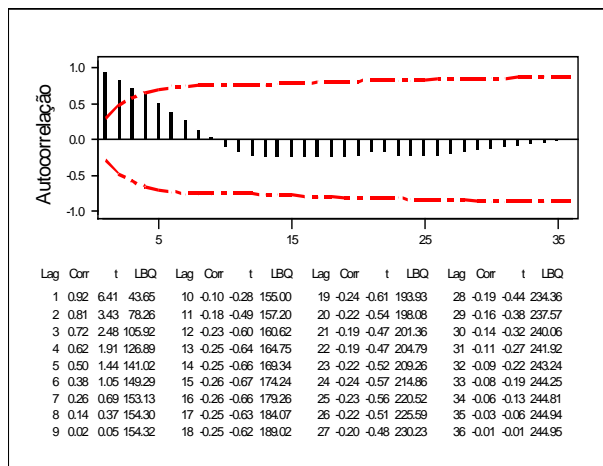 Autocorrelação
1.0
0.5
0.0
-0.5
-1.0
5 15 25 35
Lag Corr t LBQ Lag Corr t LBQ Lag Corr t LBQ Lag Corr t LBQ
1 0.92 6.41 43.65 10 -0.10 -0.28 155.00 19 -0.24 -0.61 193.93 28 -0.19 -0.44 234.36
2 0.81 3.43 78.26 11 -0.18 -0.49 157.20 20 -0.22 -0.54 198.08 29 -0.16 -0.38 237.57
3 0.72 2.48 105.92 12 -0.23 -0.60 160.62 21 -0.19 -0.47 201.36 30 -0.14 -0.32 240.06
4 0.62 1.91 126.89 13 -0.25 -0.64 164.75 22 -0.19 -0.47 204.79 31 -0.11 -0.27 241.92
5 0.50 1.44 141.02 14 -0.25 -0.66 169.34 23 -0.22 -0.52 209.26 32 -0.09 -0.22 243.24
6 0.38 1.05 149.29 15 -0.26 -0.67 174.24 24 -0.24 -0.57 214.86 33 -0.08 -0.19 244.25
7 0.26 0.69 153.13 16 -0.26 -0.66 179.26 25 -0.23 -0.56 220.52 34 -0.06 -0.13 244.81
8 0.14 0.37 154.30 17 -0.25 -0.63 184.07 26 -0.22 -0.51 225.59 35 -0.03 -0.06 244.94
9 0.02 0.05 154.32 18 -0.25 -0.62 189.02 27 -0.20 -0.48 230.23 36 -0.01 -0.01 244.95